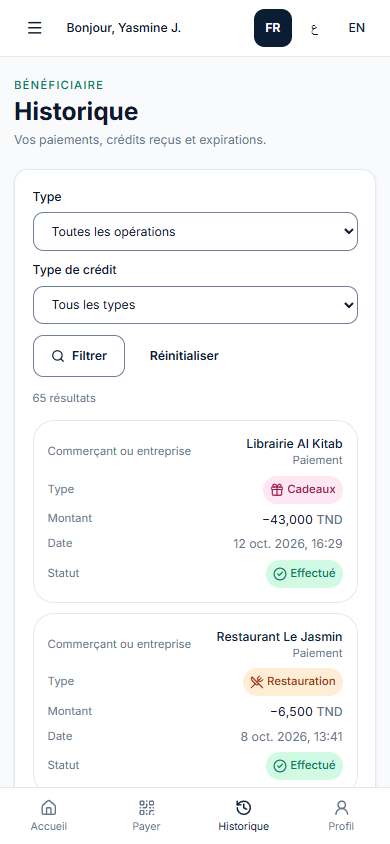 Bonjour, Yasmine J.
FR
ع
EN
BÉNÉFICIAIRE
Historique
Vos paiements, crédits reçus et expirations.
Type
Toutes les opérations
Type de crédit
Tous les types
Filtrer
Réinitialiser
65 résultats
Commerçant ou entreprise
Librairie Al Kitab
Paiement
Type
Cadeaux
Montant
−43,000 TND
Date
12 oct. 2026, 16:29
Statut
Effectué
Commerçant ou entreprise
Restaurant Le Jasmin
Paiement
Type
Restauration
Montant
−6,500 TND
Date
8 oct. 2026, 13:41
Statut
Effectué
Accueil
Payer
Historique
Profil